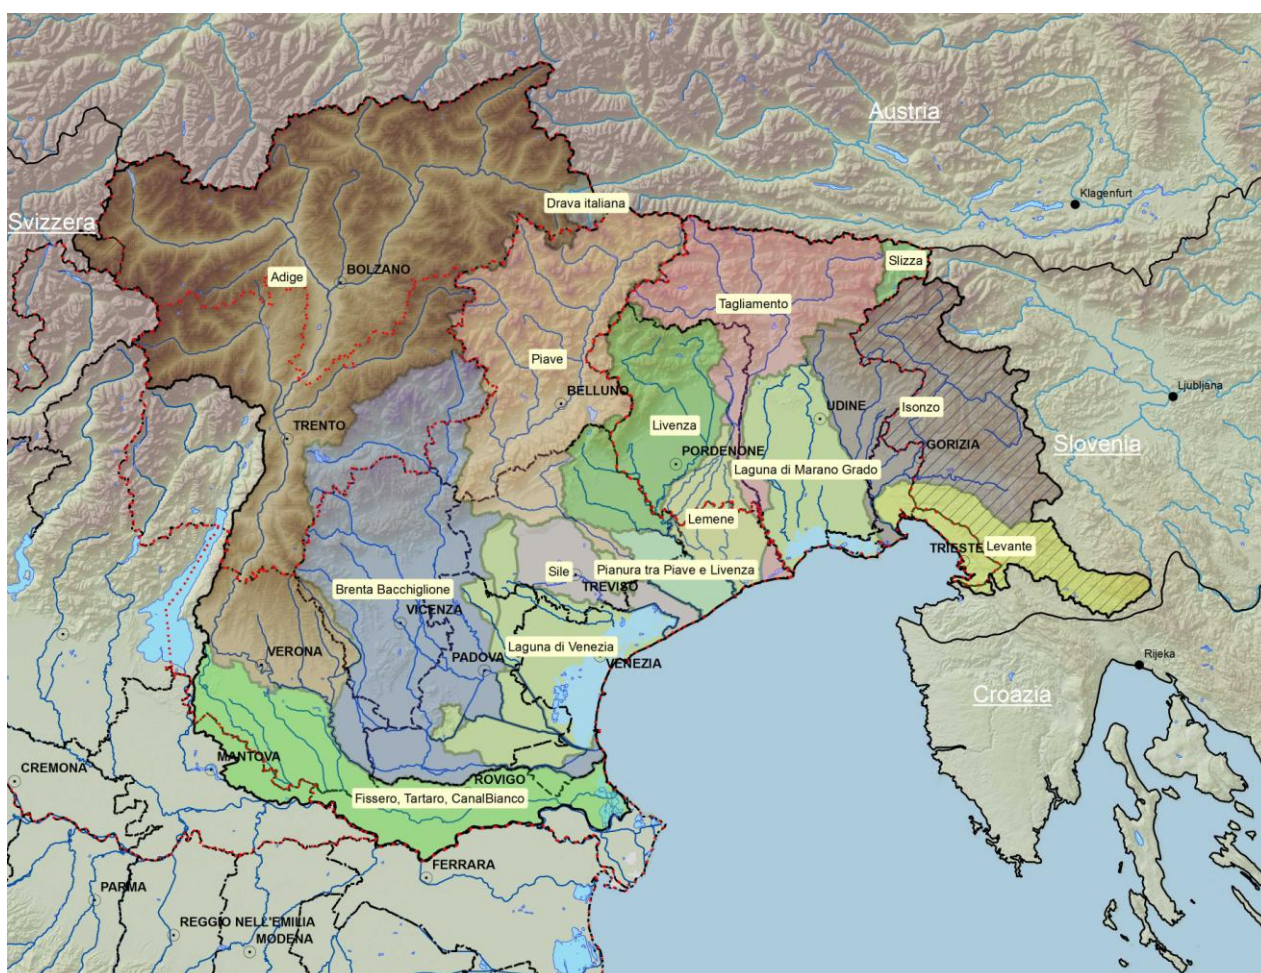 Austria
Klagenfurt
Drava italiana
Svizzera
Slizza
BOLZANO
Adige
Tagliamento
Piave
BELLUNO
Ljubljana
Isonzo
UDINE
TRENTO
Livenza
Slovenia
GORIZIA
PORDENONE
Laguna di Marano Grado
Lemene
TRIESTE
Levante
Sile
Pianura tra Piave e Livenza
TREVISO
Brenta Bacchiglione
VICENZA
Laguna di Venezia
VERONA
PADOVA
VENEZIA
Rijeka
Croazia
MANTOVA
CREMONA
ROVIGO
Fissero, Tartaro, CanalBianco
FERRARA
PARMA
REGGIO NELL'EMILIA
MODENA